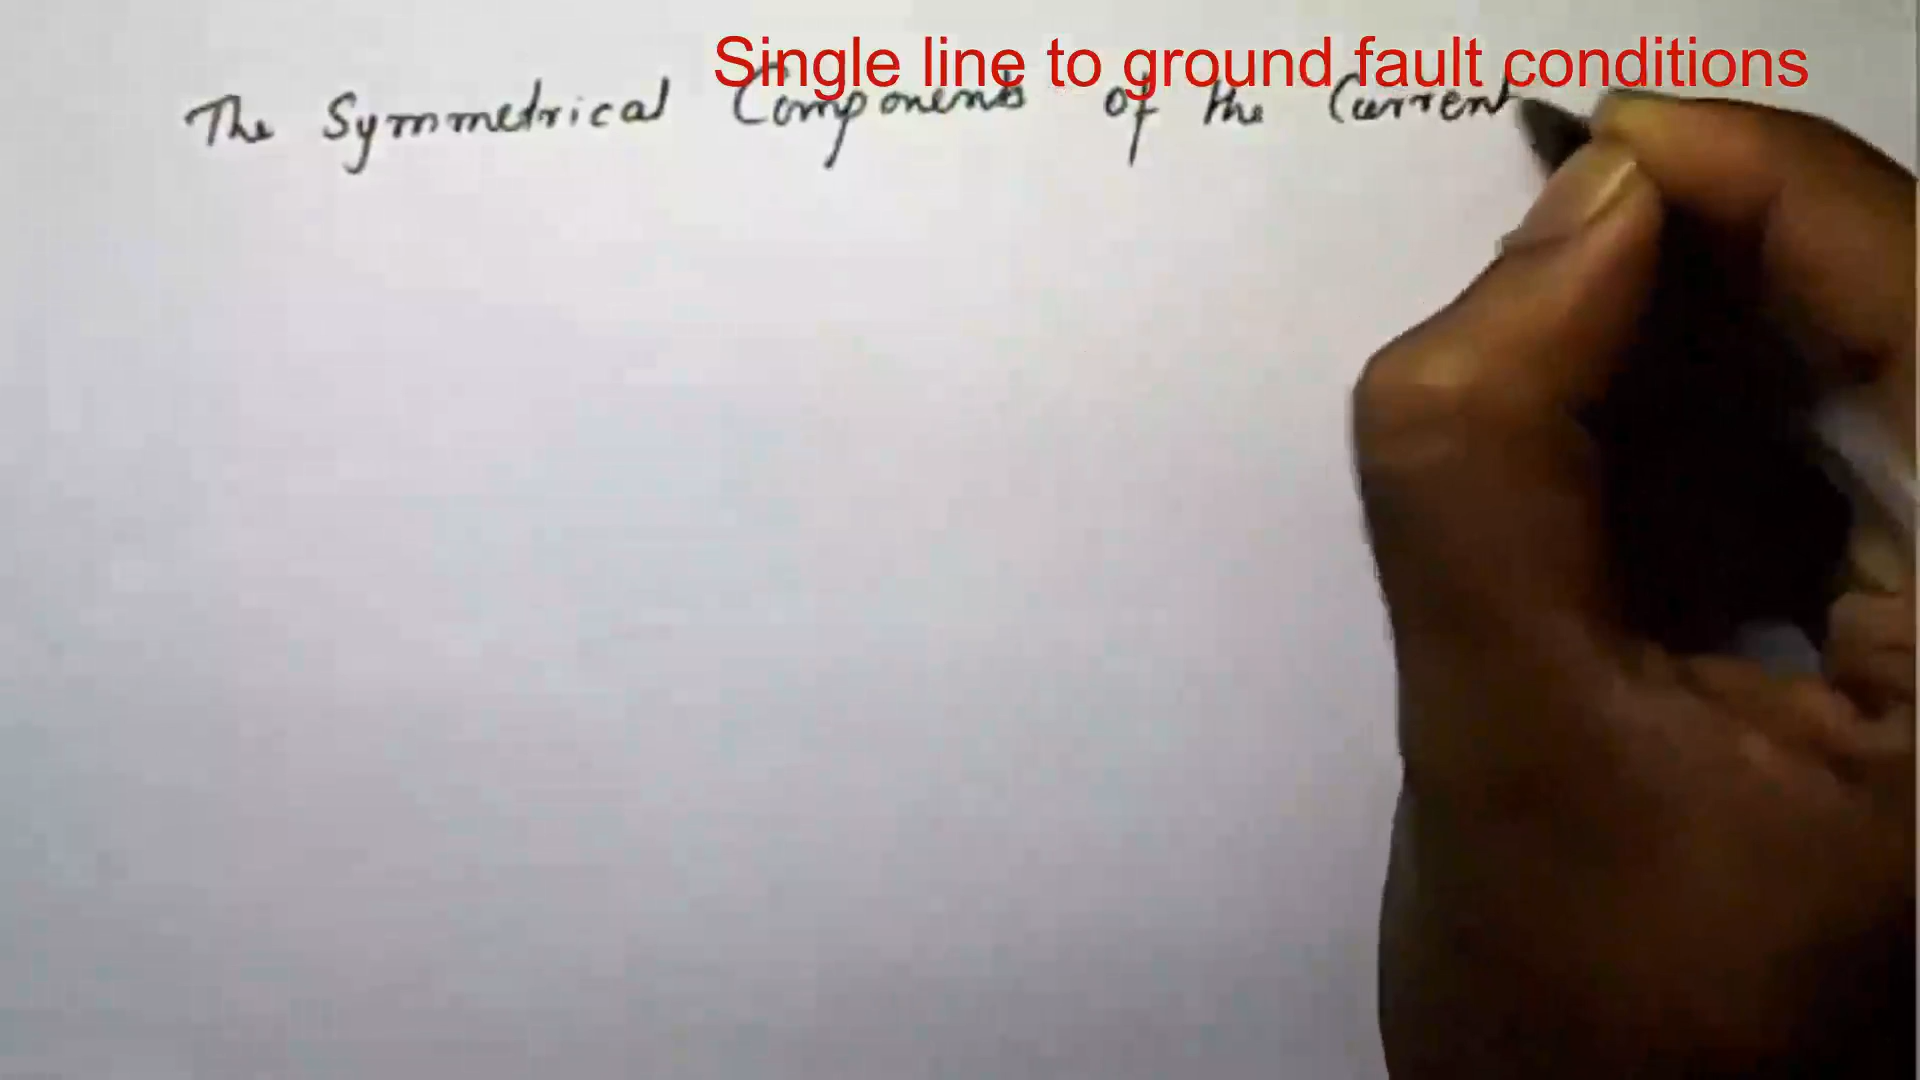 Single line to ground fault conditions
The Symmetrical Components of the Current